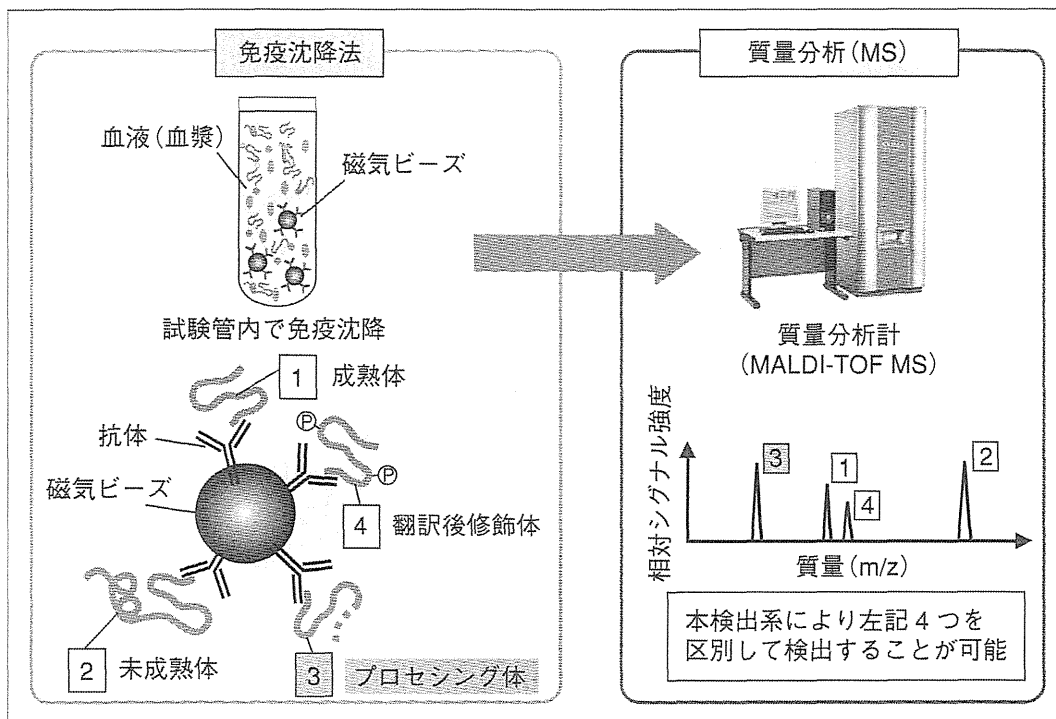 免疫沈降法
血液(血漿)
磁気ビーズ
試験管内で免疫沈降
1 成熟体
抗体
P
P
磁気ビーズ
4 翻訳後修飾体
2 未成熟体
3 プロセシング体
質量分析(MS)
質量分析計
(MALDI-TOF MS)
相対シグナル強度
3
1
4
2
質量(m/z)
本検出系により左記4つを
区別して検出することが可能